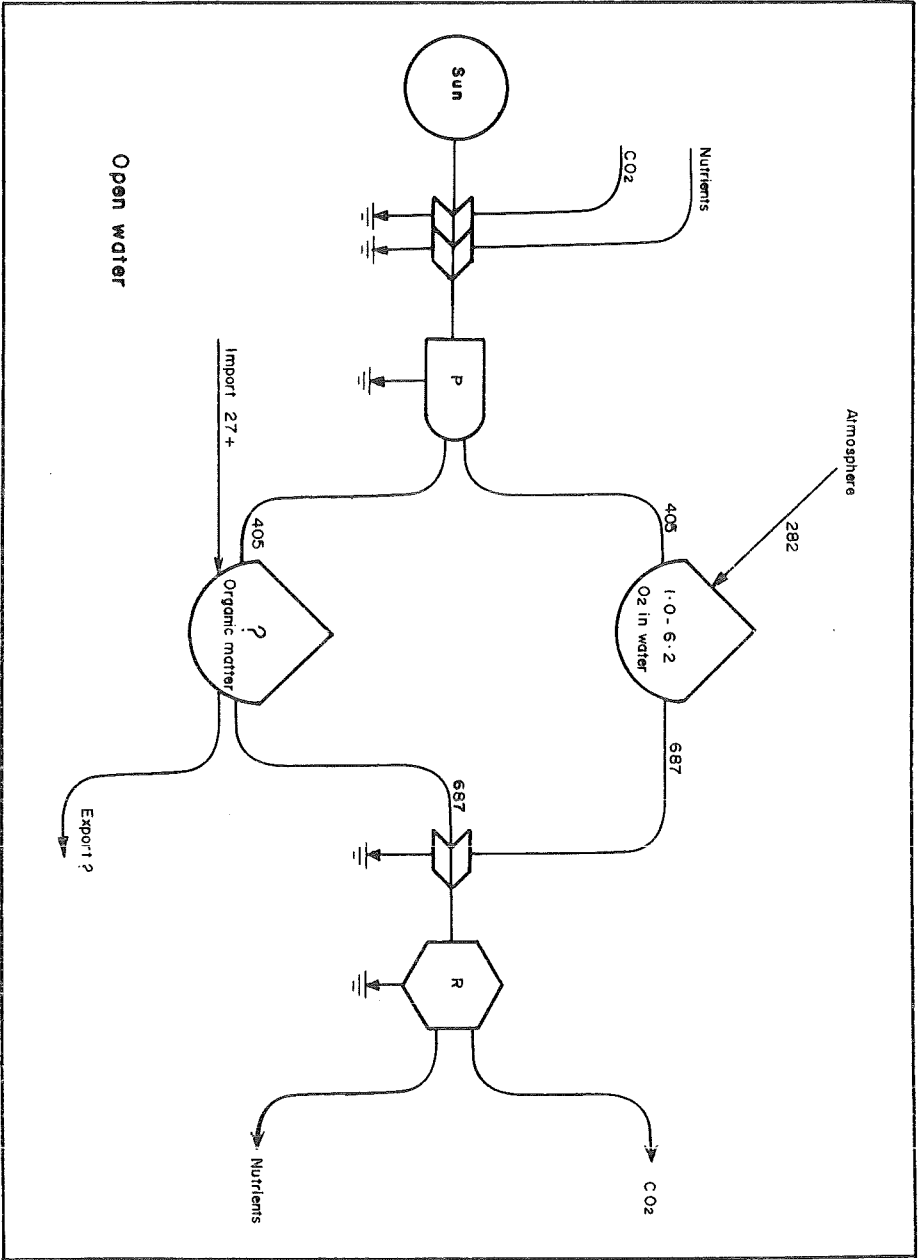 Atmosphere
282
Nutrients
405
1·0-6·2
O2 in water
687
CO2
CO2
Sun
P
687
R
405
?
Organic matter
Nutrients
Import 27+
Open water
Export ?